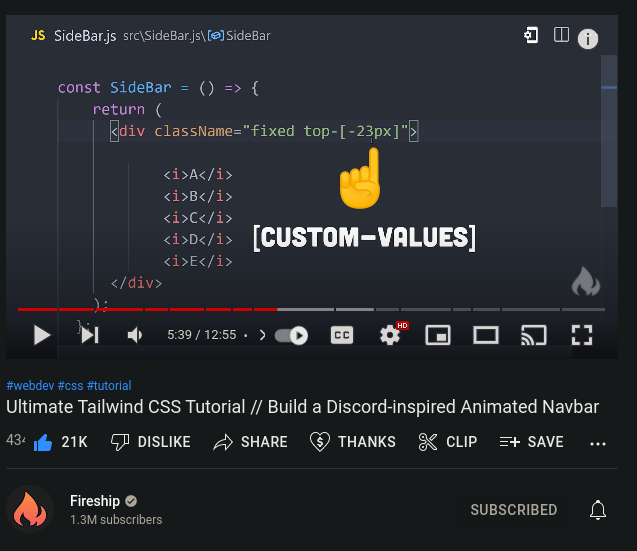 JS SideBar.js src\SideBar.js\SideBar
const SideBar = () => {
return (
<div className="fixed top-[-23px]">
<i>A</i>
<i>B</i>
<i>C</i>
<i>D</i>
<i>E</i>
[CUSTOM-VALUES]
</div>
);
};
5:39 / 12:55 · CC HD
#webdev #css #tutorial
Ultimate Tailwind CSS Tutorial // Build a Discord-inspired Animated Navbar
21K DISLIKE SHARE THANKS CLIP SAVE ...
Fireship
1.3M subscribers
SUBSCRIBED